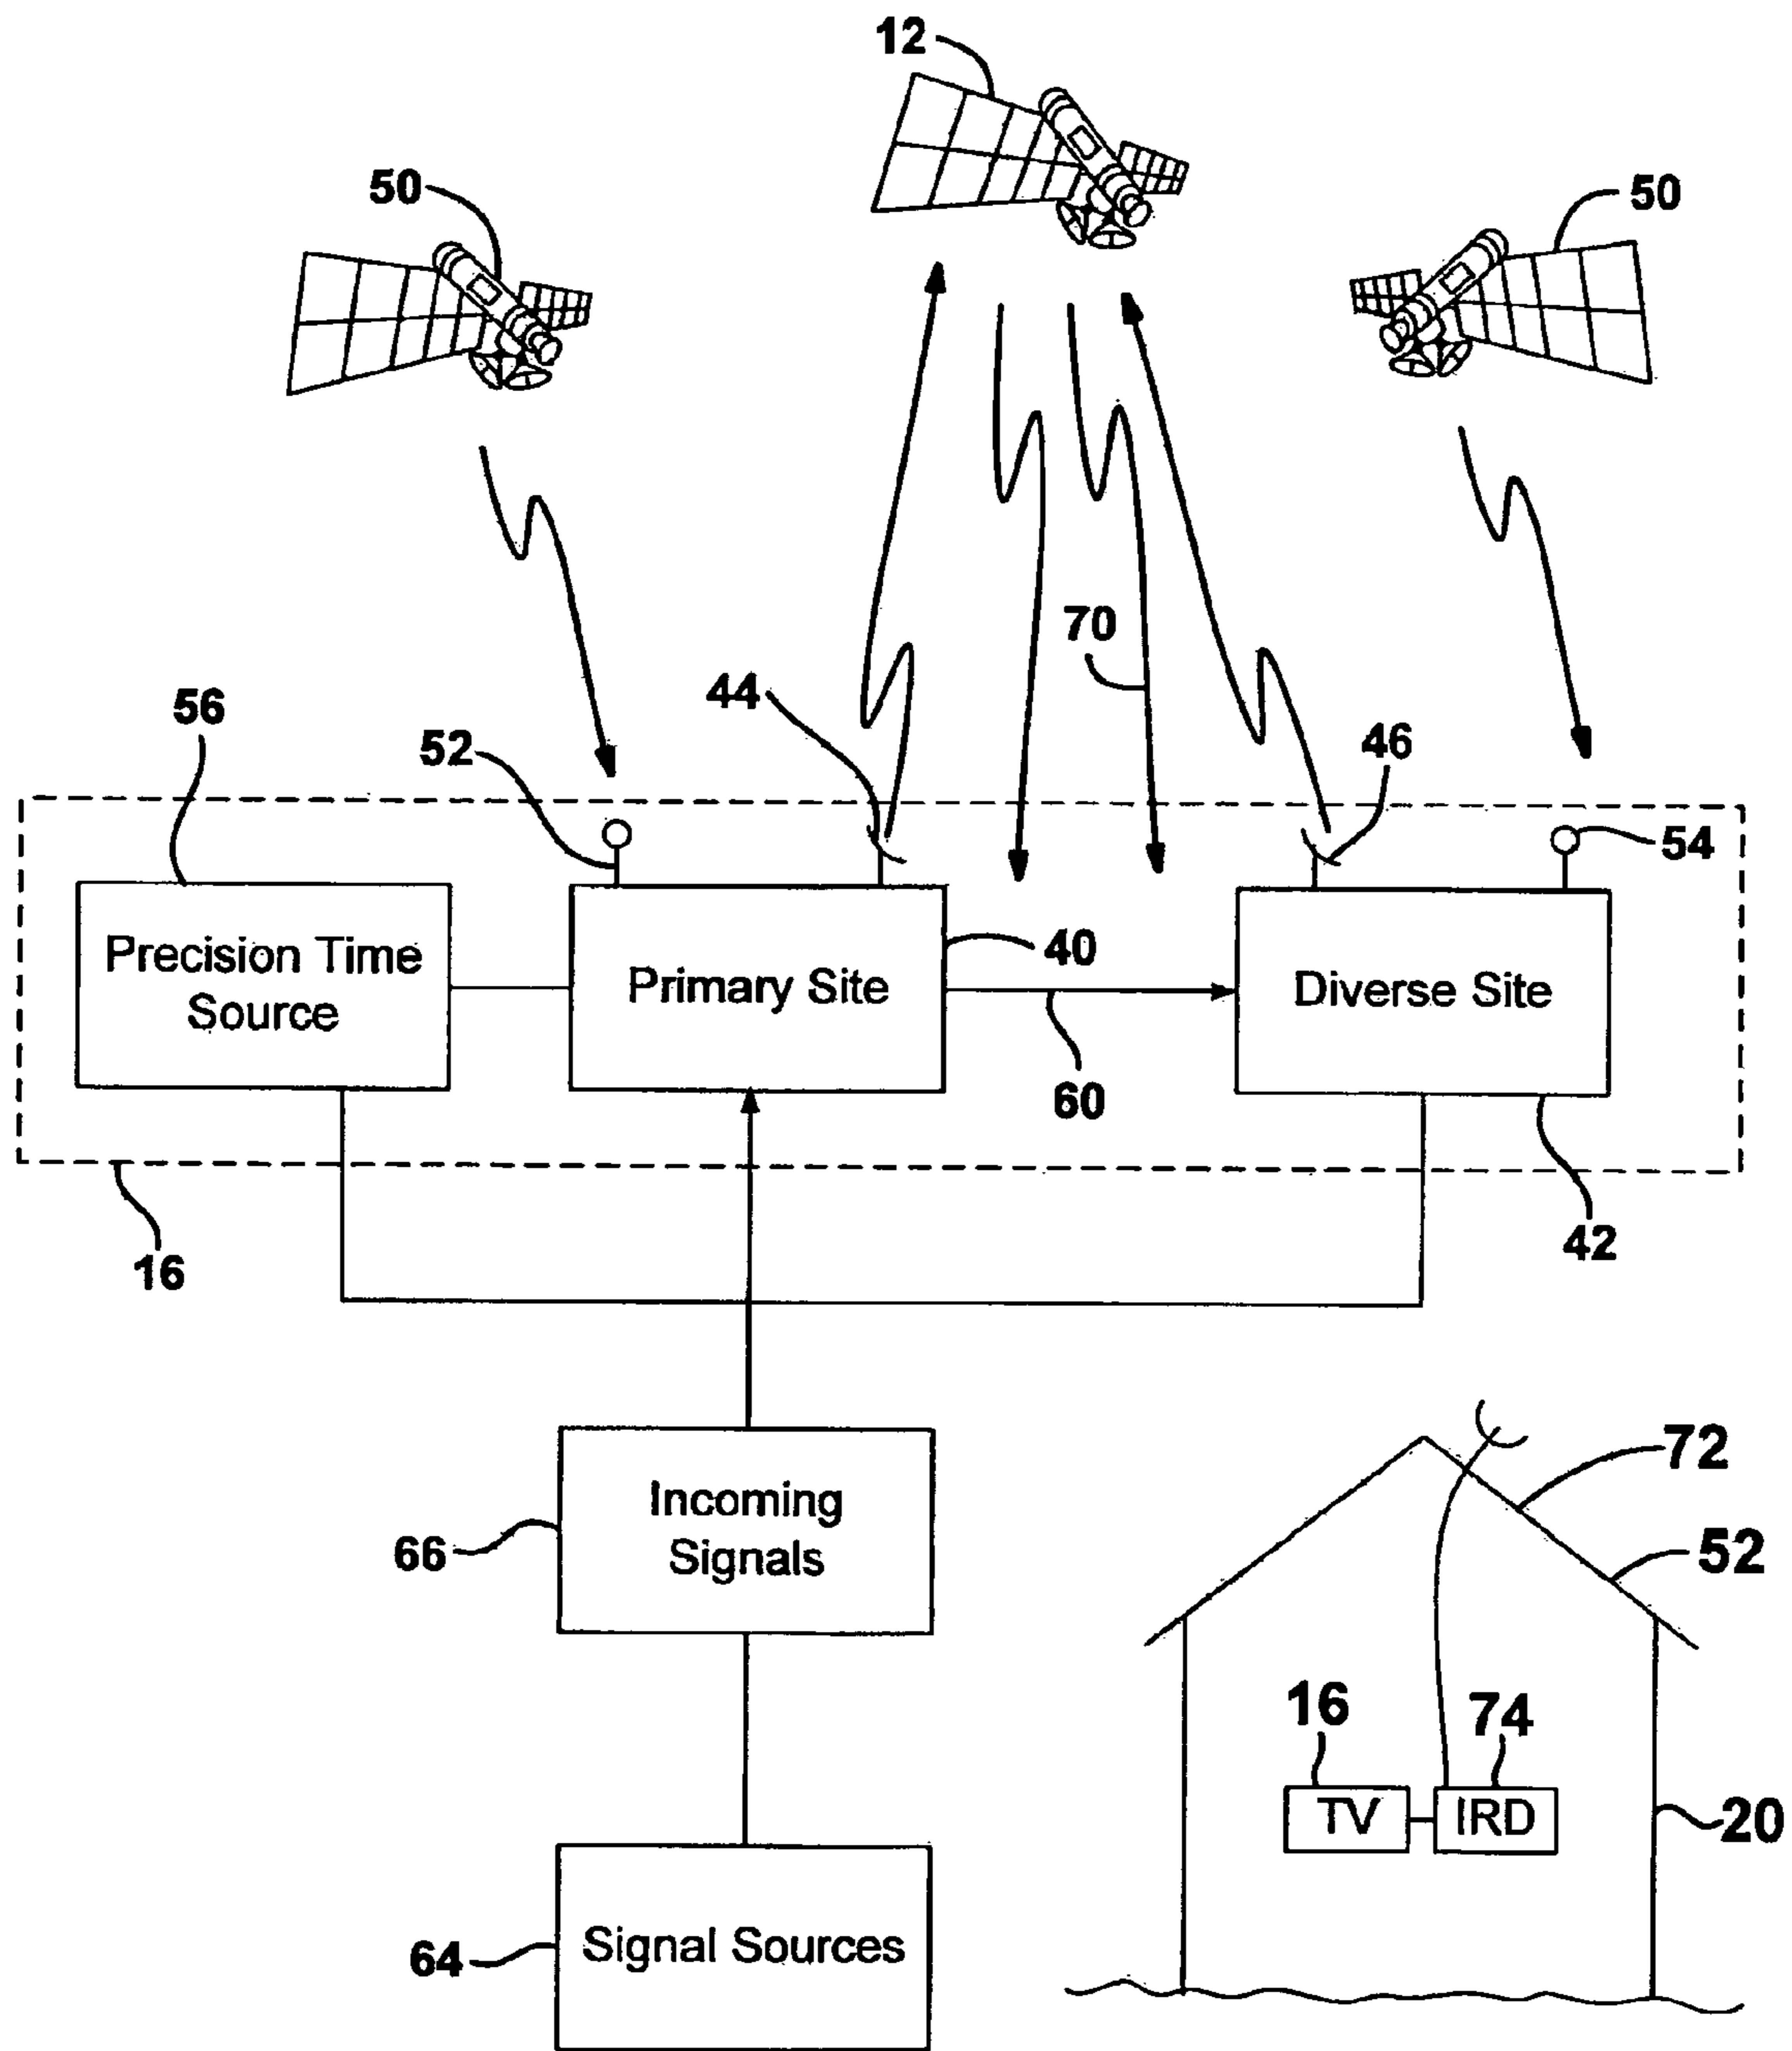 12
50
50
70
56
44
52
46
54
Precision Time
Source
Primary Site
40
Diverse Site
60
16
42
Incoming
Signals
66
72
52
16
74
TV
IRD
20
Signal Sources
64